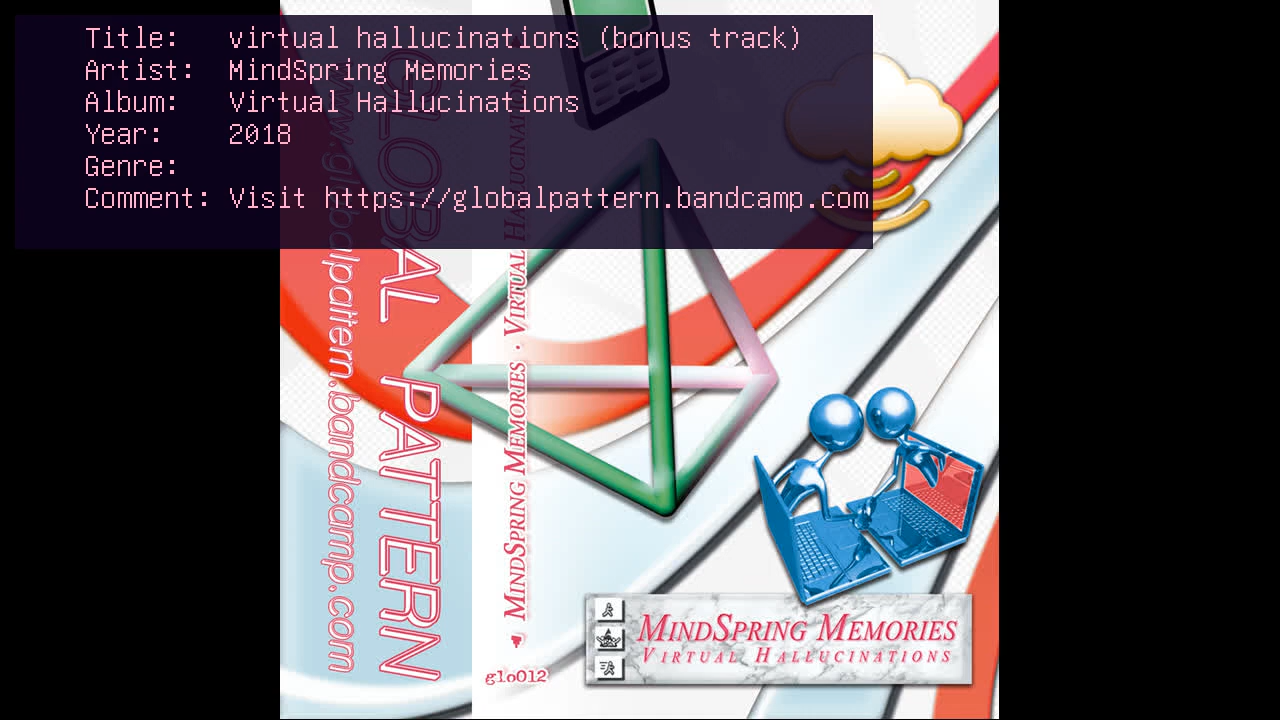 Title: virtual hallucinations (bonus track)
Artist: MindSpring Memories
Album: Virtual Hallucinations
Year: 2018
Genre:
Comment: Visit https://globalpattern.bandcamp.com
GLOBAL PATTERN
www.globalpattern.bandcamp.com
MindSpring Memories · Virtual Hallucinations
glo012
MindSpring Memories
Virtual Hallucinations